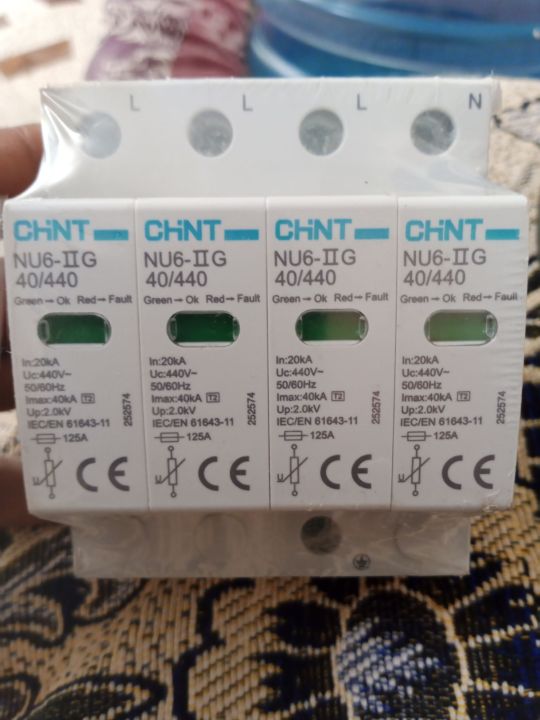 L L L N
CHNT CHNT CHNT CHNT
NU6-ⅡG NU6-ⅡG NU6-ⅡG NU6-ⅡG
40/440 40/440 40/440 40/440
Green→Ok Red→Fault Green→Ok Red→Fault Green→Ok Red→Fault Green→Ok Red→Fault
In:20kA In:20kA In:20kA In:20kA
Uc:440V~ Uc:440V~ Uc:440V~ Uc:440V~
50/60Hz 50/60Hz 50/60Hz 50/60Hz
Imax:40kA T2 Imax:40kA T2 Imax:40kA T2 Imax:40kA T2
Up:2.0kV Up:2.0kV Up:2.0kV Up:2.0kV
IEC/EN 61643-11 IEC/EN 61643-11 IEC/EN 61643-11 IEC/EN 61643-11
252574 252574 252574 252574
125A 125A 125A 125A
CE CE CE CE